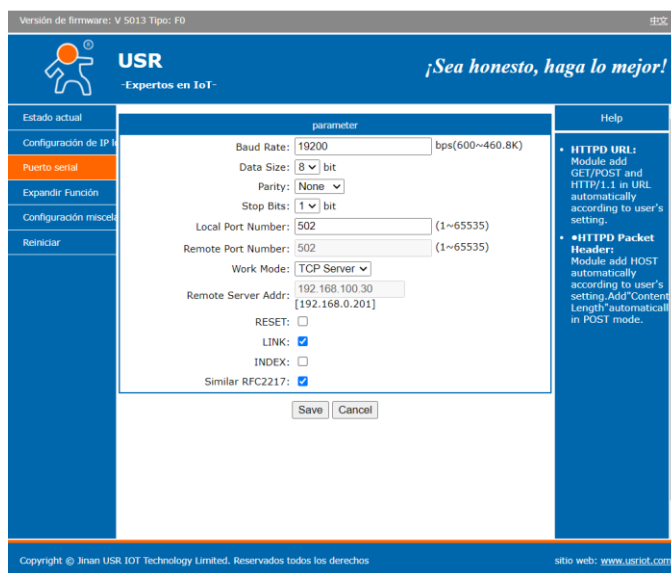 Versión de firmware: V 5013 Tipo: F0
中文
®
USR
-Expertos en IoT-
¡Sea honesto, haga lo mejor!
Estado actual
Configuración de IP l
Puerto serial
Expandir Función
Configuración miscela
Reiniciar
parameter
Baud Rate: 19200 bps(600~460.8K)
Data Size: 8 bit
Parity: None
Stop Bits: 1 bit
Local Port Number: 502 (1~65535)
Remote Port Number: 502 (1~65535)
Work Mode: TCP Server
Remote Server Addr: 192.168.100.30
[192.168.0.201]
RESET:
LINK:
INDEX:
Similar RFC2217:
Save Cancel
Help
• HTTPD URL:
Module add
GET/POST and
HTTP/1.1 in URL
automatically
according to user's
setting.
• •HTTPD Packet
Header:
Module add HOST
automatically
according to user's
setting.Add"Content
Length"automaticall
in POST mode.
Copyright © Jinan USR IOT Technology Limited. Reservados todos los derechos
sitio web: www.usriot.com